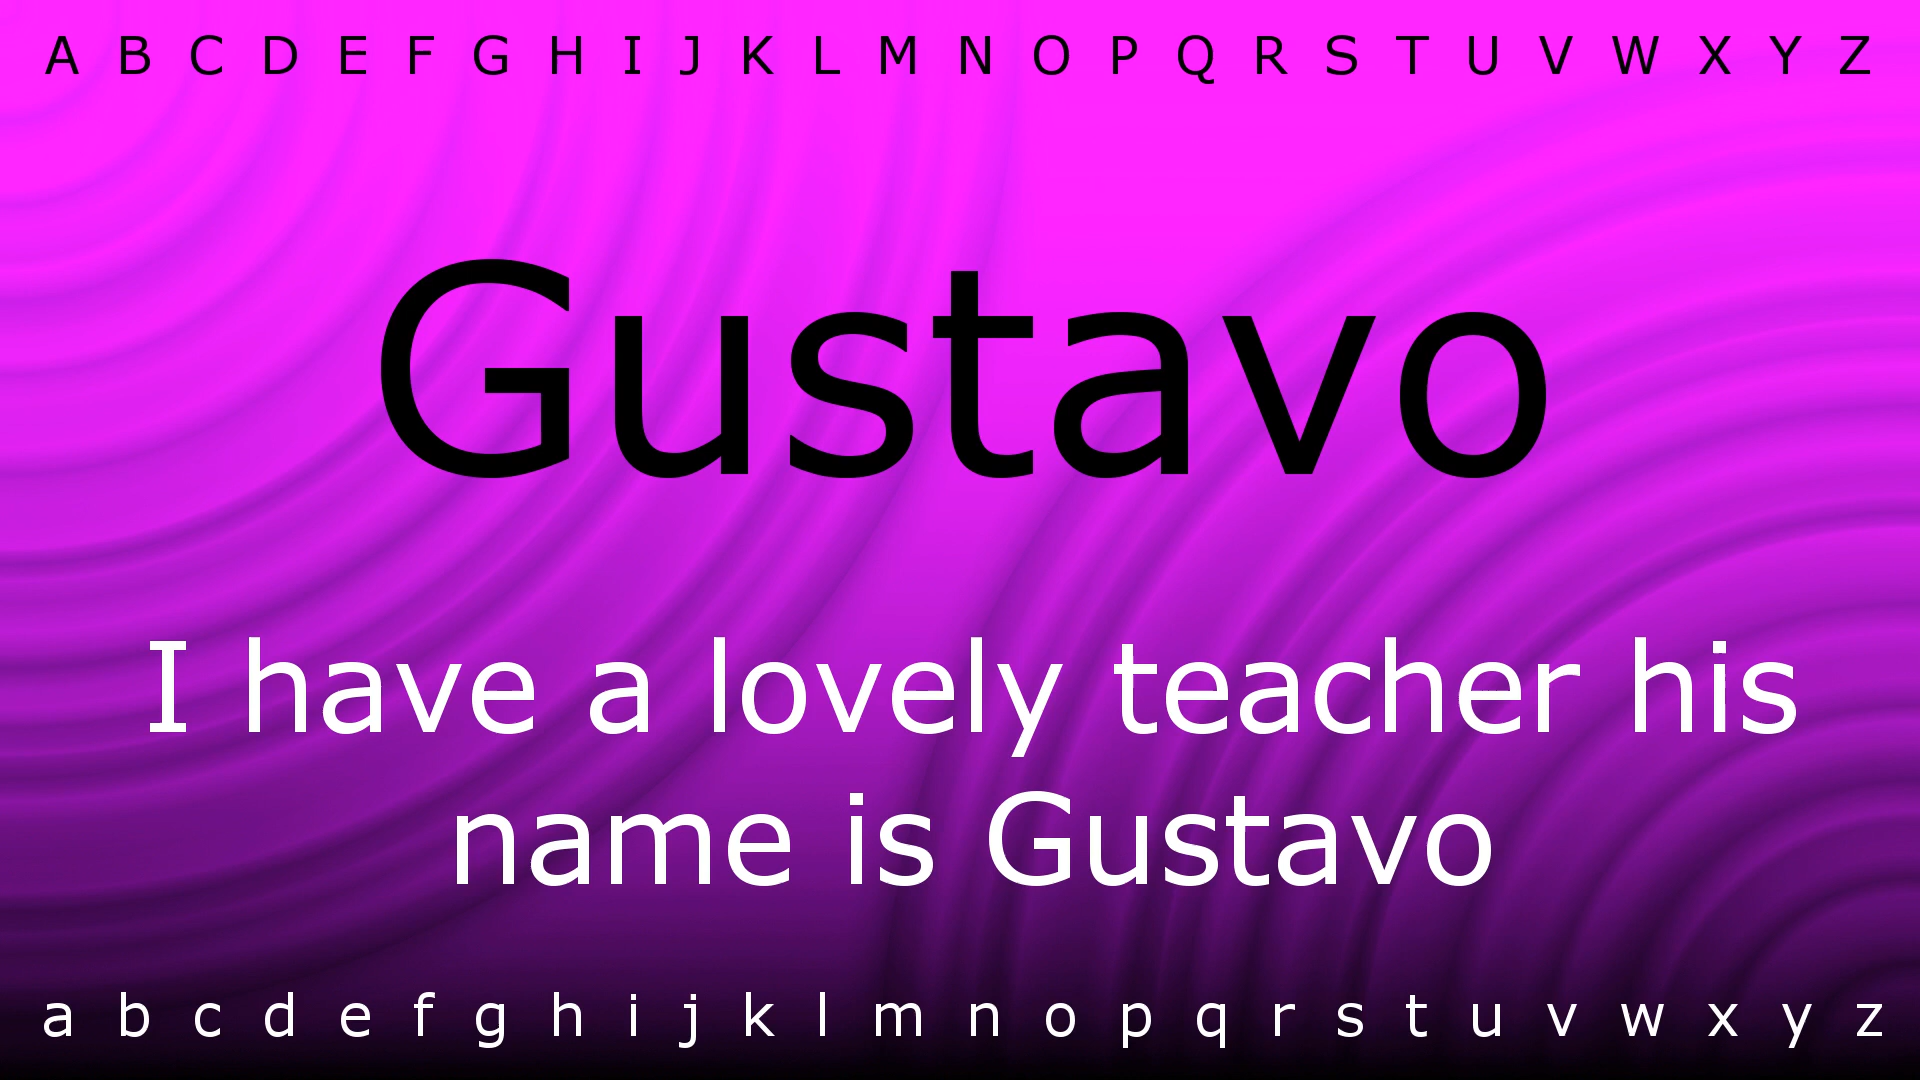 A B C D E F G H I J K L M N O P Q R S T U V W X Y Z
Gustavo
I have a lovely teacher his
name is Gustavo
a b c d e f g h i j k l m n o p q r s t u v w x y z